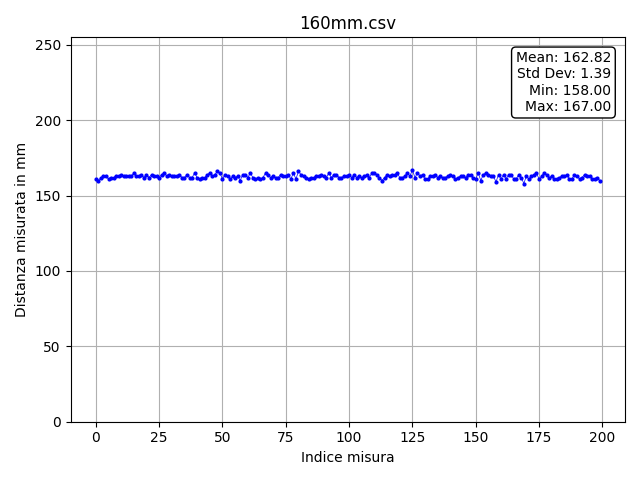 160mm.csv
Mean: 162.82
Std Dev: 1.39
Min: 158.00
Max: 167.00
Distanza misurata in mm
250
200
150
100
50
0
0 25 50 75 100 125 150 175 200
Indice misura